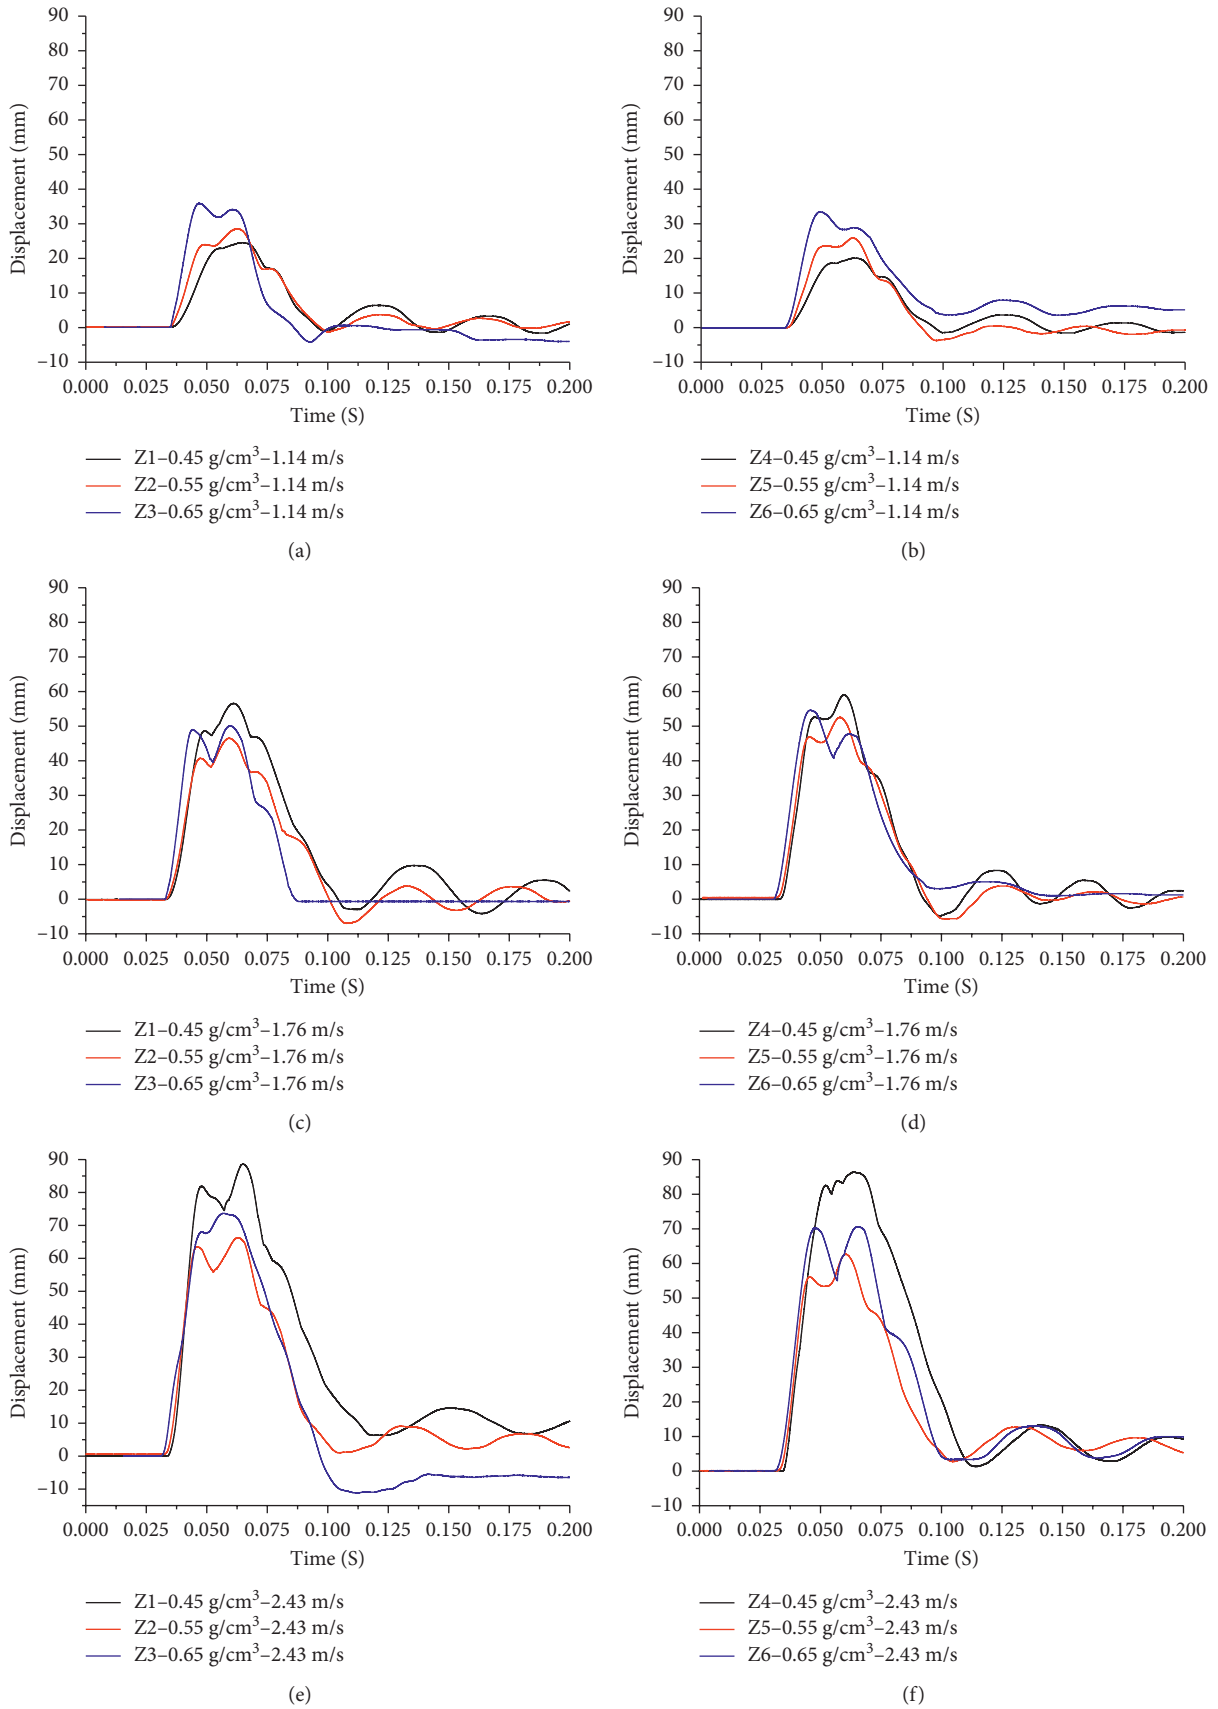 90
80
70
60
50
40
30
20
10
0
–10
Displacement (mm)
0.000 0.025 0.050 0.075 0.100 0.125 0.150 0.175 0.200
Time (S)
Z1–0.45 g/cm³–1.14 m/s
Z2–0.55 g/cm³–1.14 m/s
Z3–0.65 g/cm³–1.14 m/s
(a)
90
80
70
60
50
40
30
20
10
0
–10
Displacement (mm)
0.000 0.025 0.050 0.075 0.100 0.125 0.150 0.175 0.200
Time (S)
Z4–0.45 g/cm³–1.14 m/s
Z5–0.55 g/cm³–1.14 m/s
Z6–0.65 g/cm³–1.14 m/s
(b)
90
80
70
60
50
40
30
20
10
0
–10
Displacement (mm)
0.000 0.025 0.050 0.075 0.100 0.125 0.150 0.175 0.200
Time (S)
Z1–0.45 g/cm³–1.76 m/s
Z2–0.55 g/cm³–1.76 m/s
Z3–0.65 g/cm³–1.76 m/s
(c)
90
80
70
60
50
40
30
20
10
0
–10
Displacement (mm)
0.000 0.025 0.050 0.075 0.100 0.125 0.150 0.175 0.200
Time (S)
Z4–0.45 g/cm³–1.76 m/s
Z5–0.55 g/cm³–1.76 m/s
Z6–0.65 g/cm³–1.76 m/s
(d)
90
80
70
60
50
40
30
20
10
0
–10
Displacement (mm)
0.000 0.025 0.050 0.075 0.100 0.125 0.150 0.175 0.200
Time (S)
Z1–0.45 g/cm³–2.43 m/s
Z2–0.55 g/cm³–2.43 m/s
Z3–0.65 g/cm³–2.43 m/s
(e)
90
80
70
60
50
40
30
20
10
0
–10
Displacement (mm)
0.000 0.025 0.050 0.075 0.100 0.125 0.150 0.175 0.200
Time (S)
Z4–0.45 g/cm³–2.43 m/s
Z5–0.55 g/cm³–2.43 m/s
Z6–0.65 g/cm³–2.43 m/s
(f)